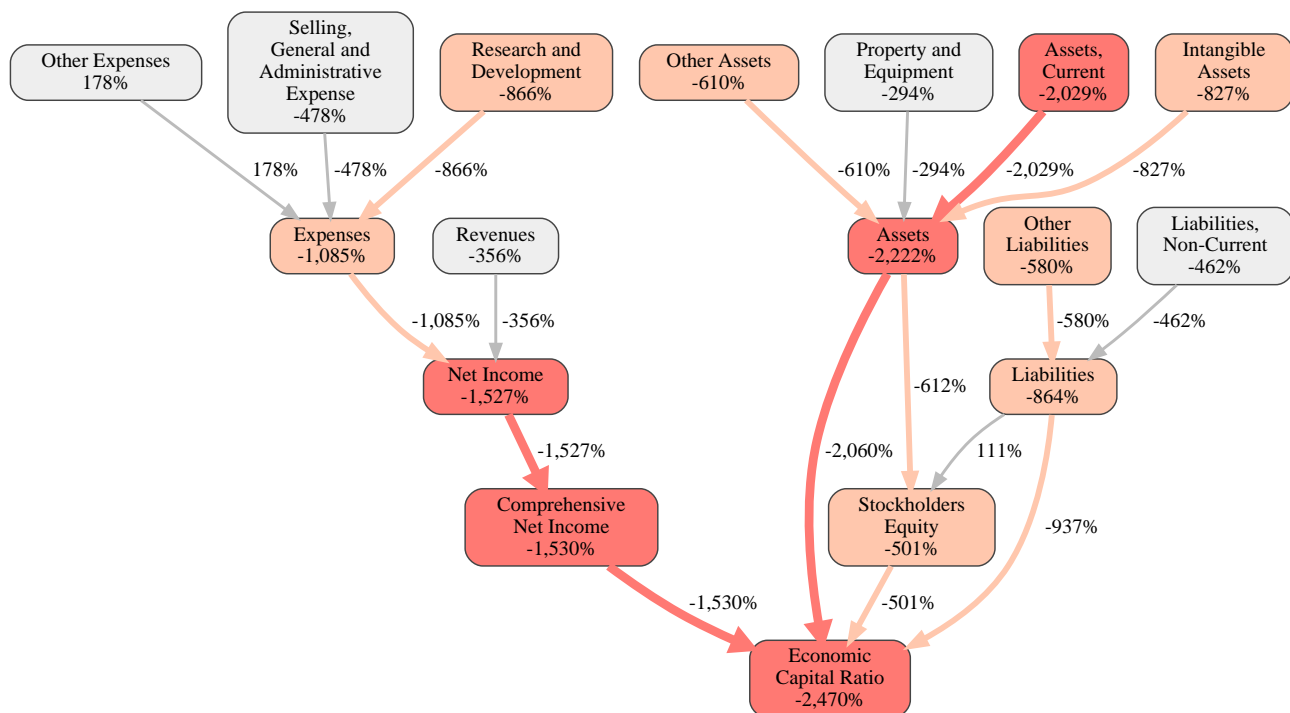 Other Expenses
178%
Selling,
General and
Administrative
Expense
-478%
Research and
Development
-866%
Other Assets
-610%
Property and
Equipment
-294%
Assets,
Current
-2,029%
Intangible
Assets
-827%
178%
-478%
-866%
-610%
-294%
-2,029%
-827%
Expenses
-1,085%
Revenues
-356%
Assets
-2,222%
Other
Liabilities
-580%
Liabilities,
Non-Current
-462%
-1,085%
-356%
-580%
-462%
Net Income
-1,527%
-612%
Liabilities
-864%
-1,527%
-2,060%
111%
Comprehensive
Net Income
-1,530%
Stockholders
Equity
-501%
-937%
-1,530%
-501%
Economic
Capital Ratio
-2,470%